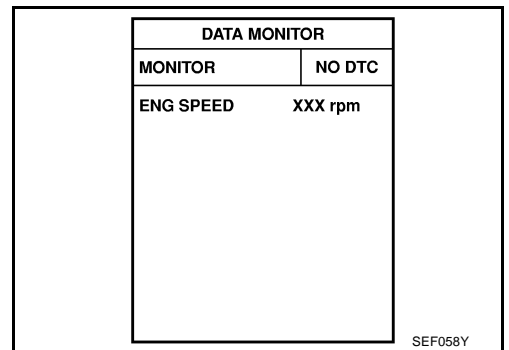 DATA MONITOR
MONITOR NO DTC
ENG SPEED XXX rpm
SEF058Y